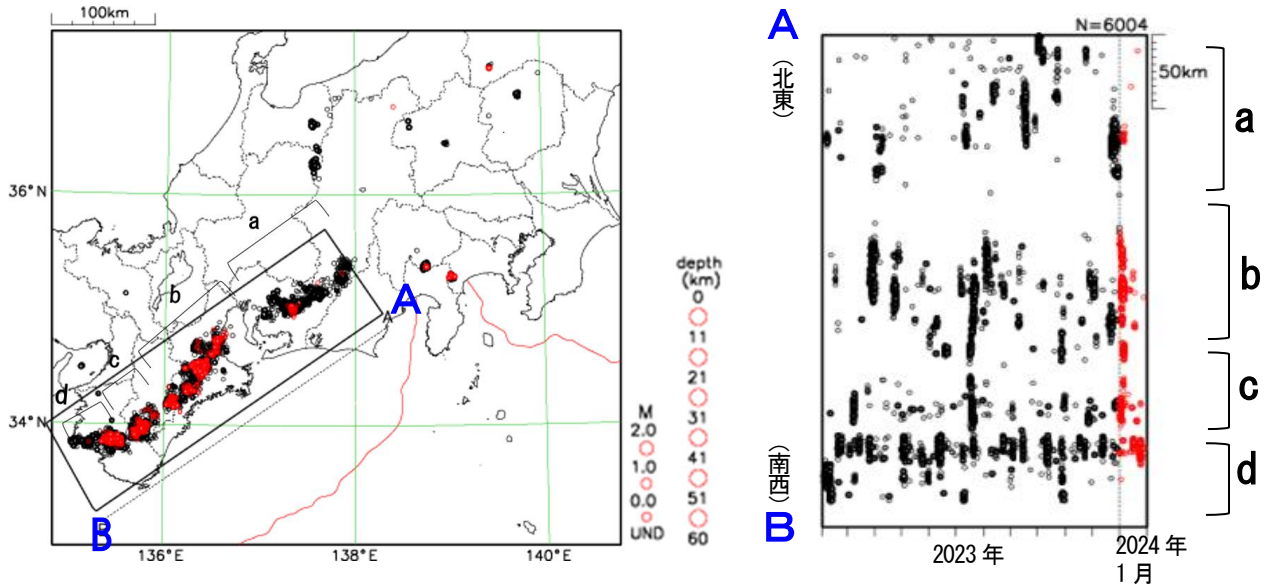 100km
36°N
34°N
136°E
138°E
140°E
a
b
c
d
A
A
B
depth
(km)
0
11
21
31
41
51
60
M
2.0
1.0
0.0
UND
A
(北東)
(南西)
B
N=6004
50km
a
b
c
d
2023 年
2024 年
1 月